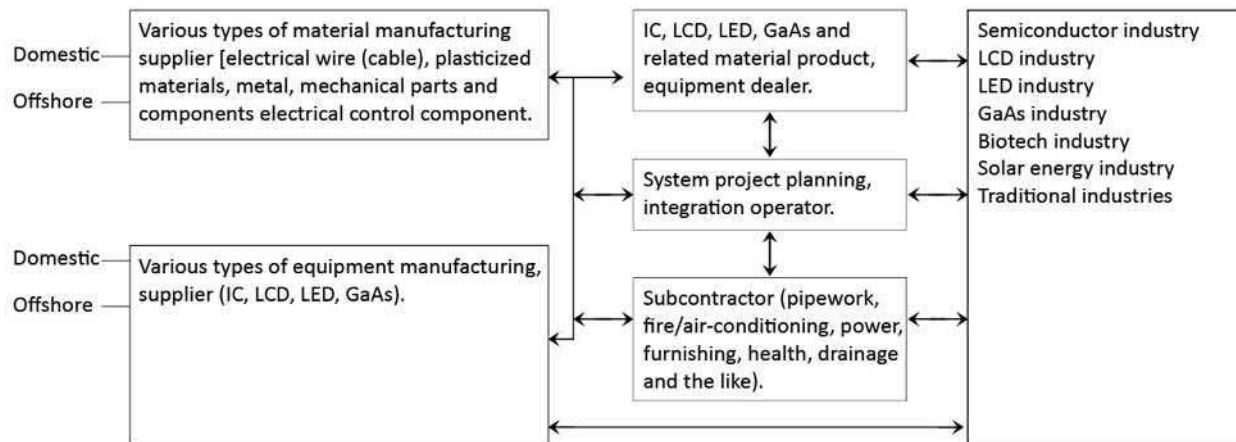 Domestic
Offshore
Various types of material manufacturing
supplier [electrical wire (cable), plasticized
materials, metal, mechanical parts and
components electrical control component.
IC, LCD, LED, GaAs and
related material product,
equipment dealer.
Semiconductor industry
LCD industry
LED industry
GaAs industry
Biotech industry
Solar energy industry
Traditional industries
System project planning,
integration operator.
Domestic
Offshore
Various types of equipment manufacturing,
supplier (IC, LCD, LED, GaAs).
Subcontractor (pipework,
fire/air-conditioning, power,
furnishing, health, drainage
and the like).